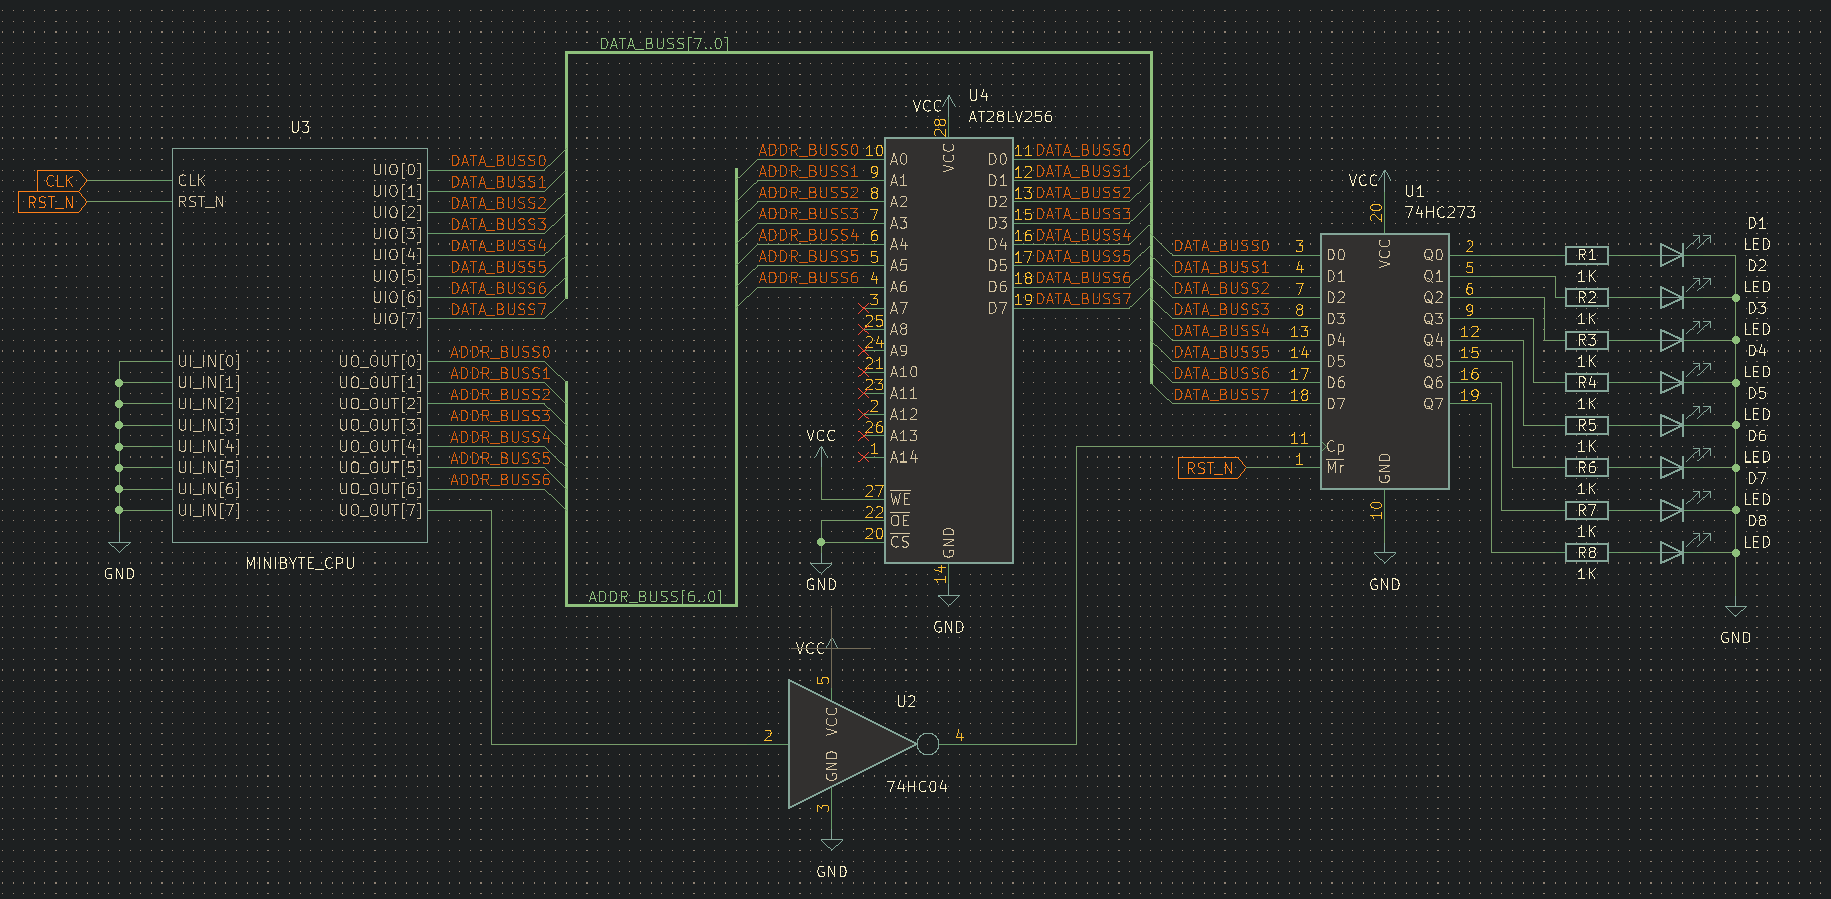 DATA_BUSS[7..0]
U3
CLK
RST_N
CLK
RST_N
UIO[0]
UIO[1]
UIO[2]
UIO[3]
UIO[4]
UIO[5]
UIO[6]
UIO[7]
DATA_BUSS0
DATA_BUSS1
DATA_BUSS2
DATA_BUSS3
DATA_BUSS4
DATA_BUSS5
DATA_BUSS6
DATA_BUSS7
UI_IN[0]
UI_IN[1]
UI_IN[2]
UI_IN[3]
UI_IN[4]
UI_IN[5]
UI_IN[6]
UI_IN[7]
UO_OUT[0]
UO_OUT[1]
UO_OUT[2]
UO_OUT[3]
UO_OUT[4]
UO_OUT[5]
UO_OUT[6]
UO_OUT[7]
ADDR_BUSS0
ADDR_BUSS1
ADDR_BUSS2
ADDR_BUSS3
ADDR_BUSS4
ADDR_BUSS5
ADDR_BUSS6
GND
MINIBYTE_CPU
ADDR_BUSS[6..0]
VCC
28
U4
AT28LV256
VCC
ADDR_BUSS0 10 A0
ADDR_BUSS1 9 A1
ADDR_BUSS2 8 A2
ADDR_BUSS3 7 A3
ADDR_BUSS4 6 A4
ADDR_BUSS5 5 A5
ADDR_BUSS6 4 A6
3 A7
25 A8
24 A9
21 A10
23 A11
2 A12
26 A13
1 A14
VCC
27 WE
22 OE
20 CS
GND
GND
14
GND
D0 11 DATA_BUSS0
D1 12 DATA_BUSS1
D2 13 DATA_BUSS2
D3 15 DATA_BUSS3
D4 16 DATA_BUSS4
D5 17 DATA_BUSS5
D6 18 DATA_BUSS6
D7 19 DATA_BUSS7
VCC
5
U2
VCC
GND
2
4
74HC04
3
GND
VCC
20
U1
74HC273
VCC
DATA_BUSS0 3 D0
DATA_BUSS1 4 D1
DATA_BUSS2 7 D2
DATA_BUSS3 8 D3
DATA_BUSS4 13 D4
DATA_BUSS5 14 D5
DATA_BUSS6 17 D6
DATA_BUSS7 18 D7
11 Cp
RST_N 1 Mr
GND
10
GND
Q0 2
Q1 5
Q2 6
Q3 9
Q4 12
Q5 15
Q6 16
Q7 19
R1
1K
R2
1K
R3
1K
R4
1K
R5
1K
R6
1K
R7
1K
R8
1K
D1
LED
D2
LED
D3
LED
D4
LED
D5
LED
D6
LED
D7
LED
D8
LED
GND